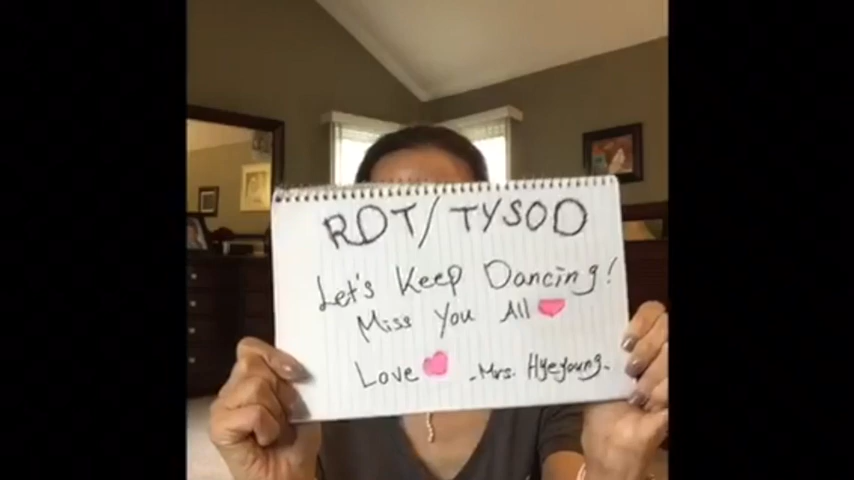 RDT/TYSOD
Let's Keep Dancing!
Miss You All
Love -Mrs. Hyeyoung-